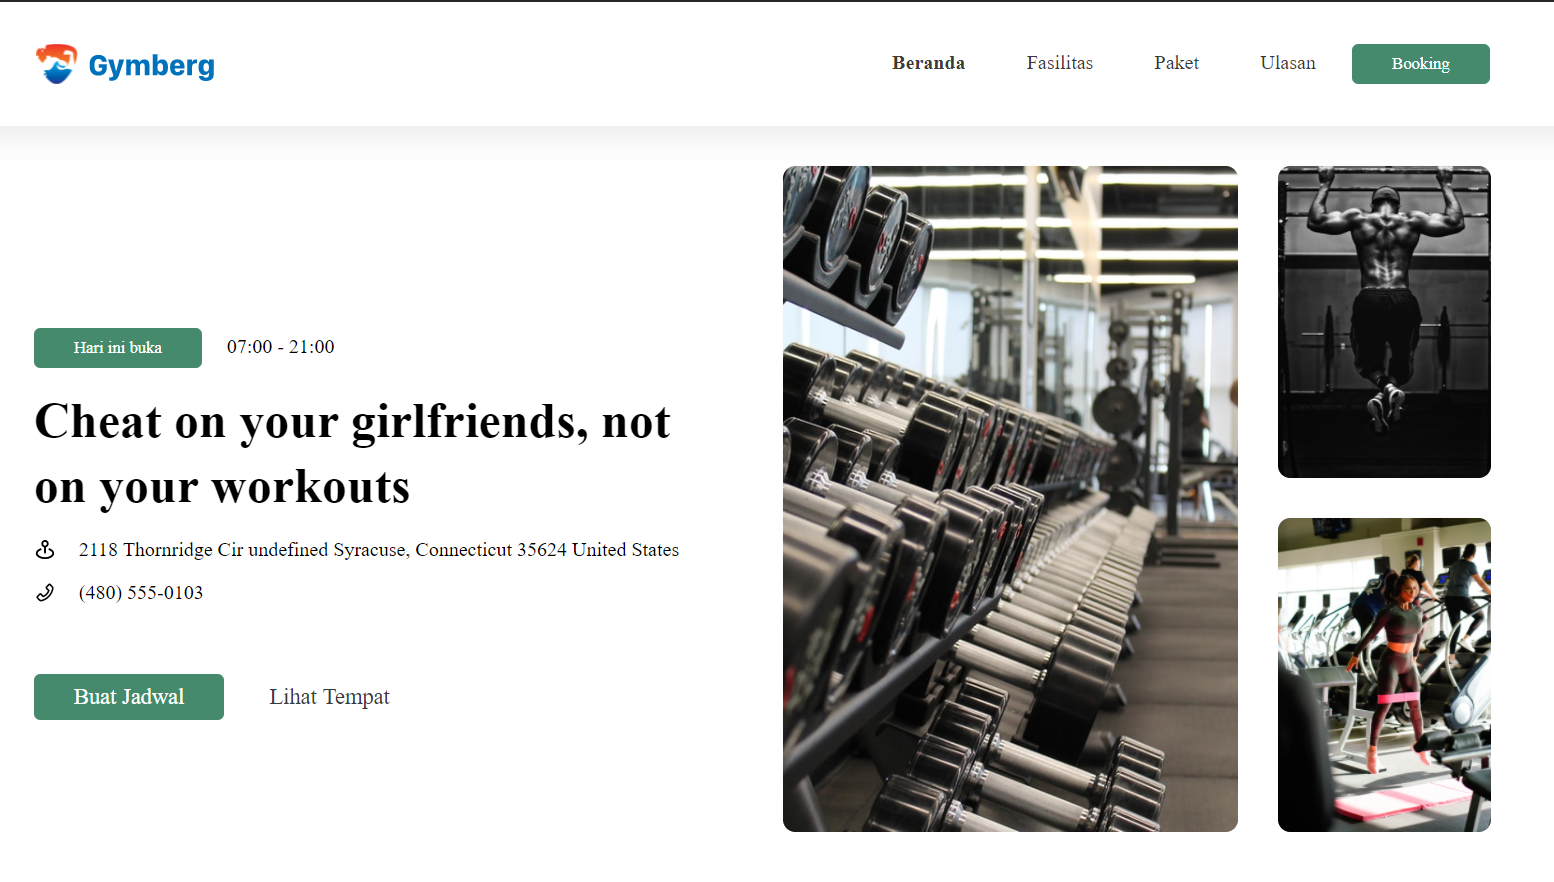 Gymberg
Beranda
Fasilitas
Paket
Ulasan
Booking
Hari ini buka
07:00 - 21:00
Cheat on your girlfriends, not
on your workouts
2118 Thornridge Cir undefined Syracuse, Connecticut 35624 United States
(480) 555-0103
Buat Jadwal
Lihat Tempat